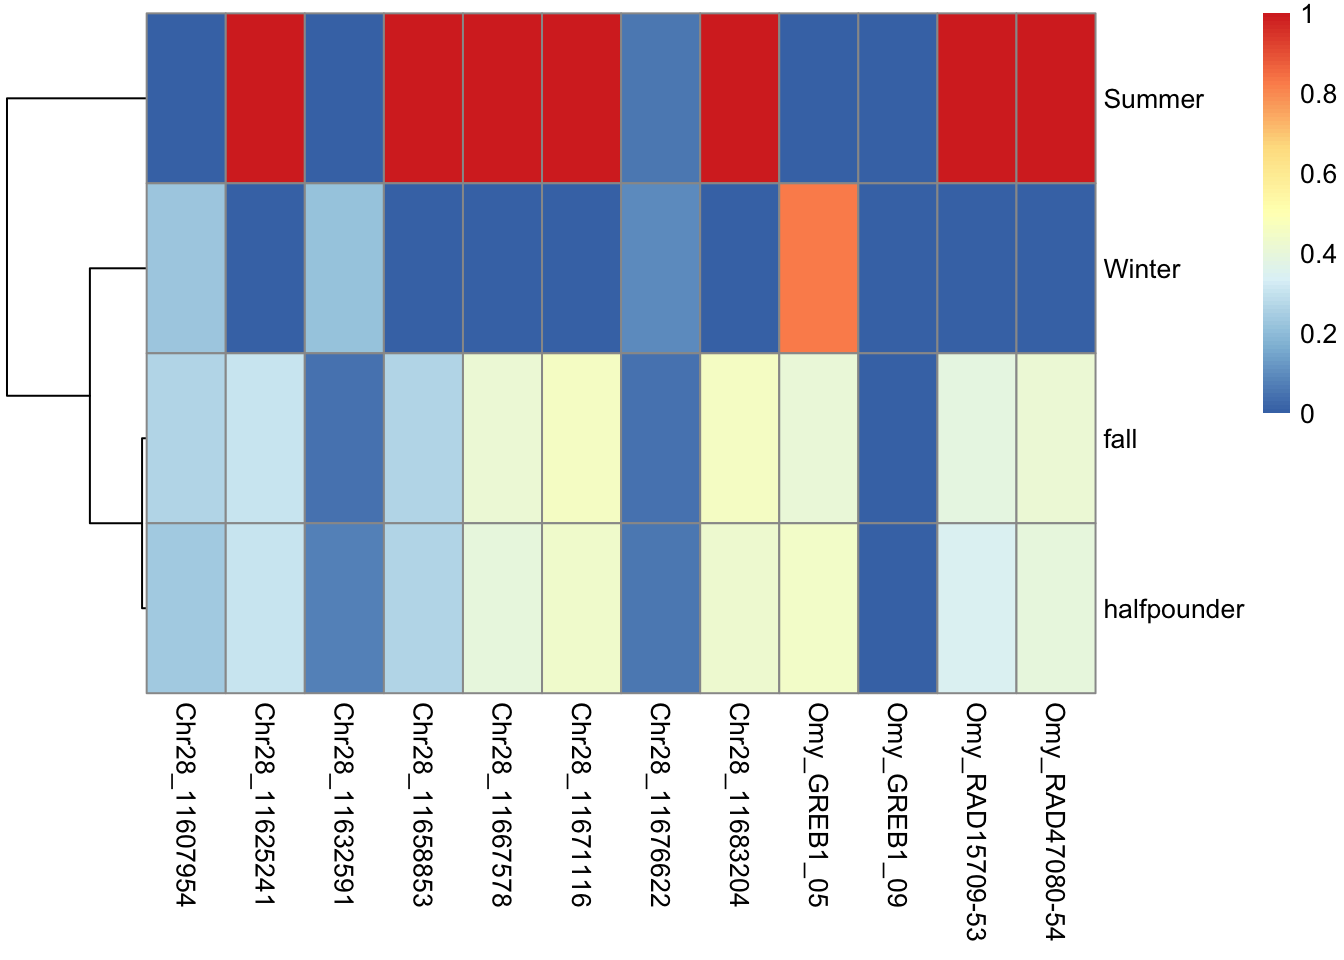 1
0.8
0.6
0.4
0.2
0
Summer
Winter
fall
halfpounder
Chr28_11607954
Chr28_11625241
Chr28_11632591
Chr28_11658853
Chr28_11667578
Chr28_11671116
Chr28_11676622
Chr28_11683204
Omy_GREB1_05
Omy_GREB1_09
Omy_RAD15709-53
Omy_RAD47080-54